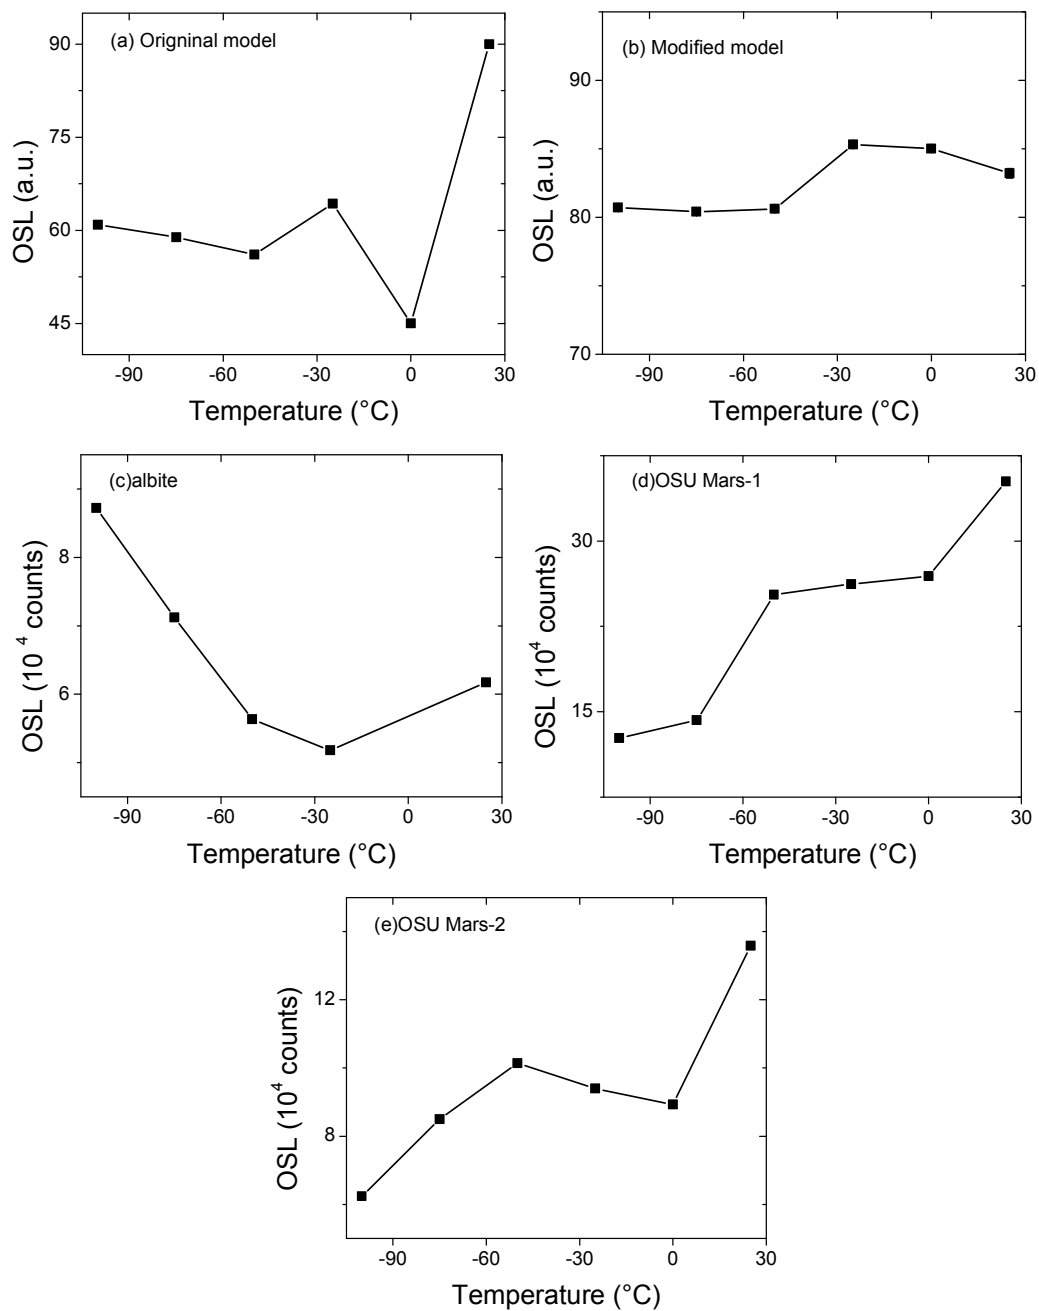 (a) Origninal model
90
75
60
45
OSL (a.u.)
-90 -60 -30 0 30
Temperature (°C)
(b) Modified model
90
80
70
OSL (a.u.)
-90 -60 -30 0 30
Temperature (°C)
(c)albite
8
6
OSL (10 ⁴ counts)
-90 -60 -30 0 30
Temperature (°C)
(d)OSU Mars-1
30
15
OSL (10⁴ counts)
-90 -60 -30 0 30
Temperature (°C)
(e)OSU Mars-2
12
8
OSL (10⁴ counts)
-90 -60 -30 0 30
Temperature (°C)